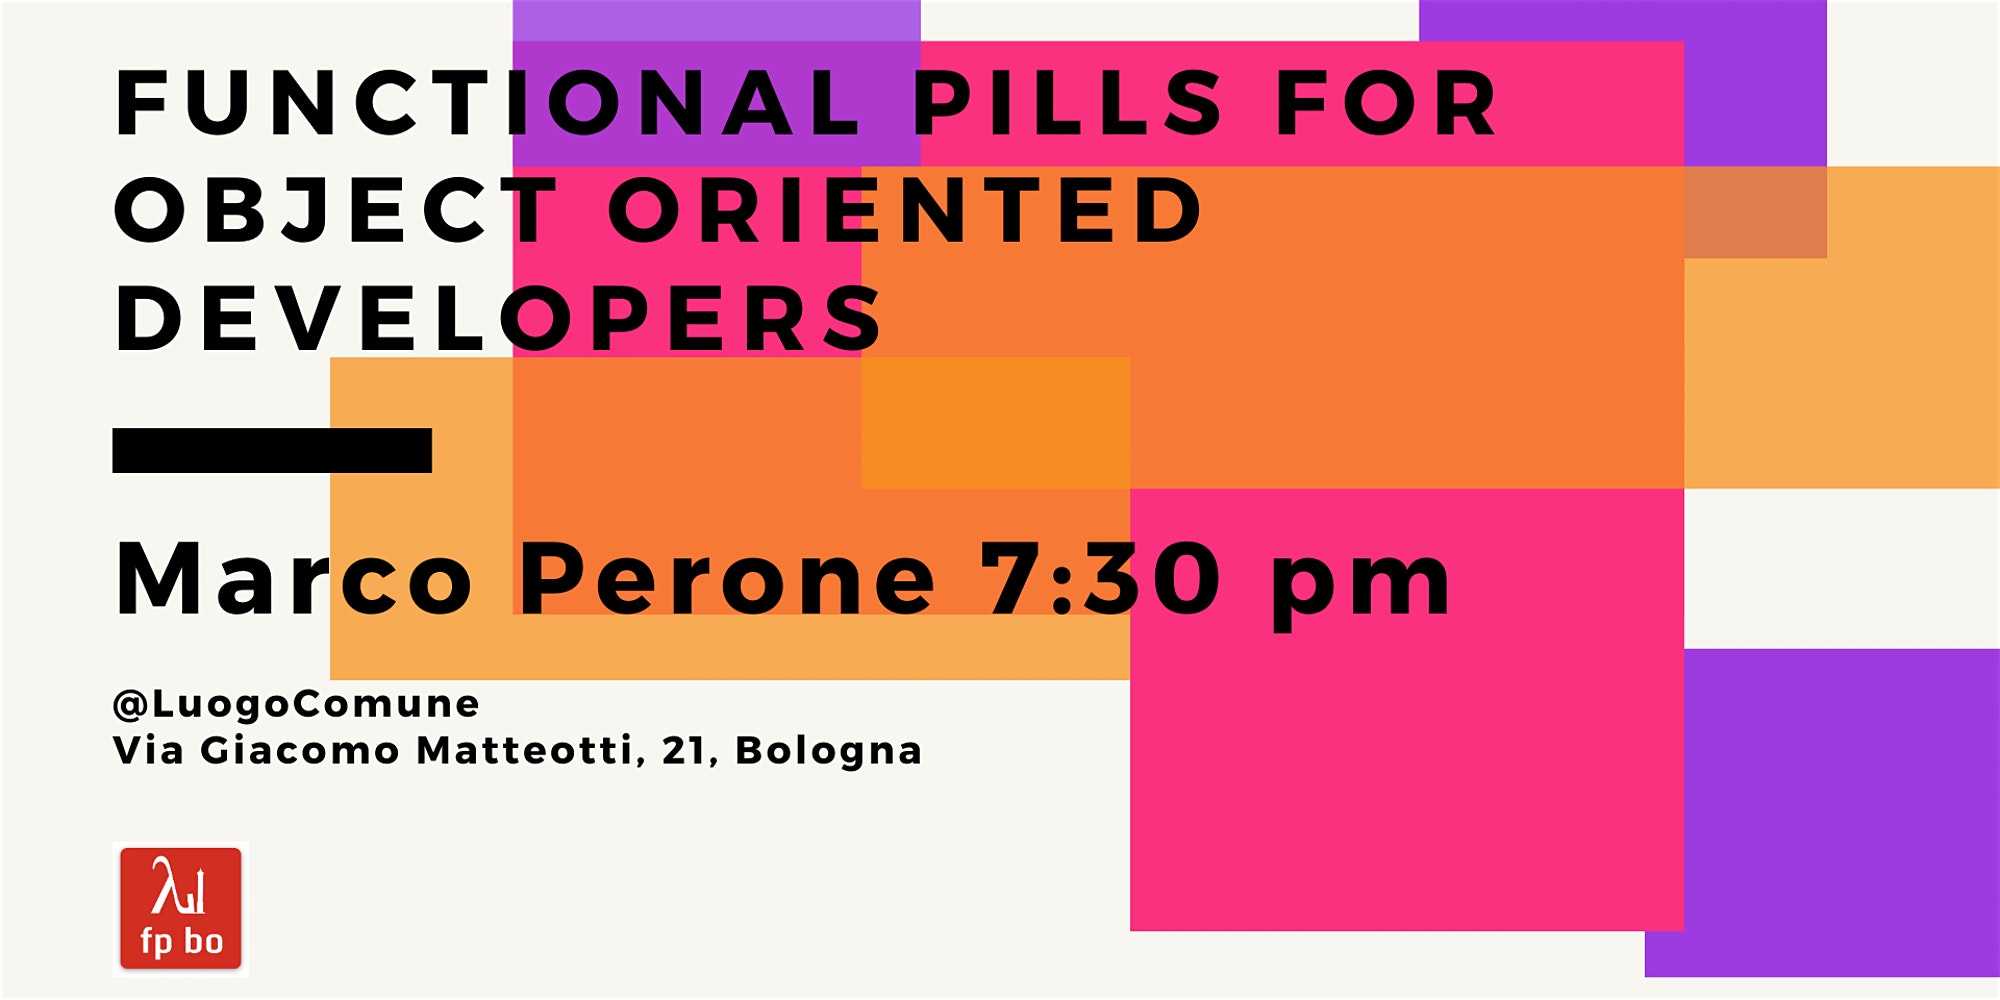 FUNCTIONAL PILLS FOR
OBJECT ORIENTED
DEVELOPERS
Marco Perone 7:30 pm
@LuogoComune
Via Giacomo Matteotti, 21, Bologna
λ
fp bo